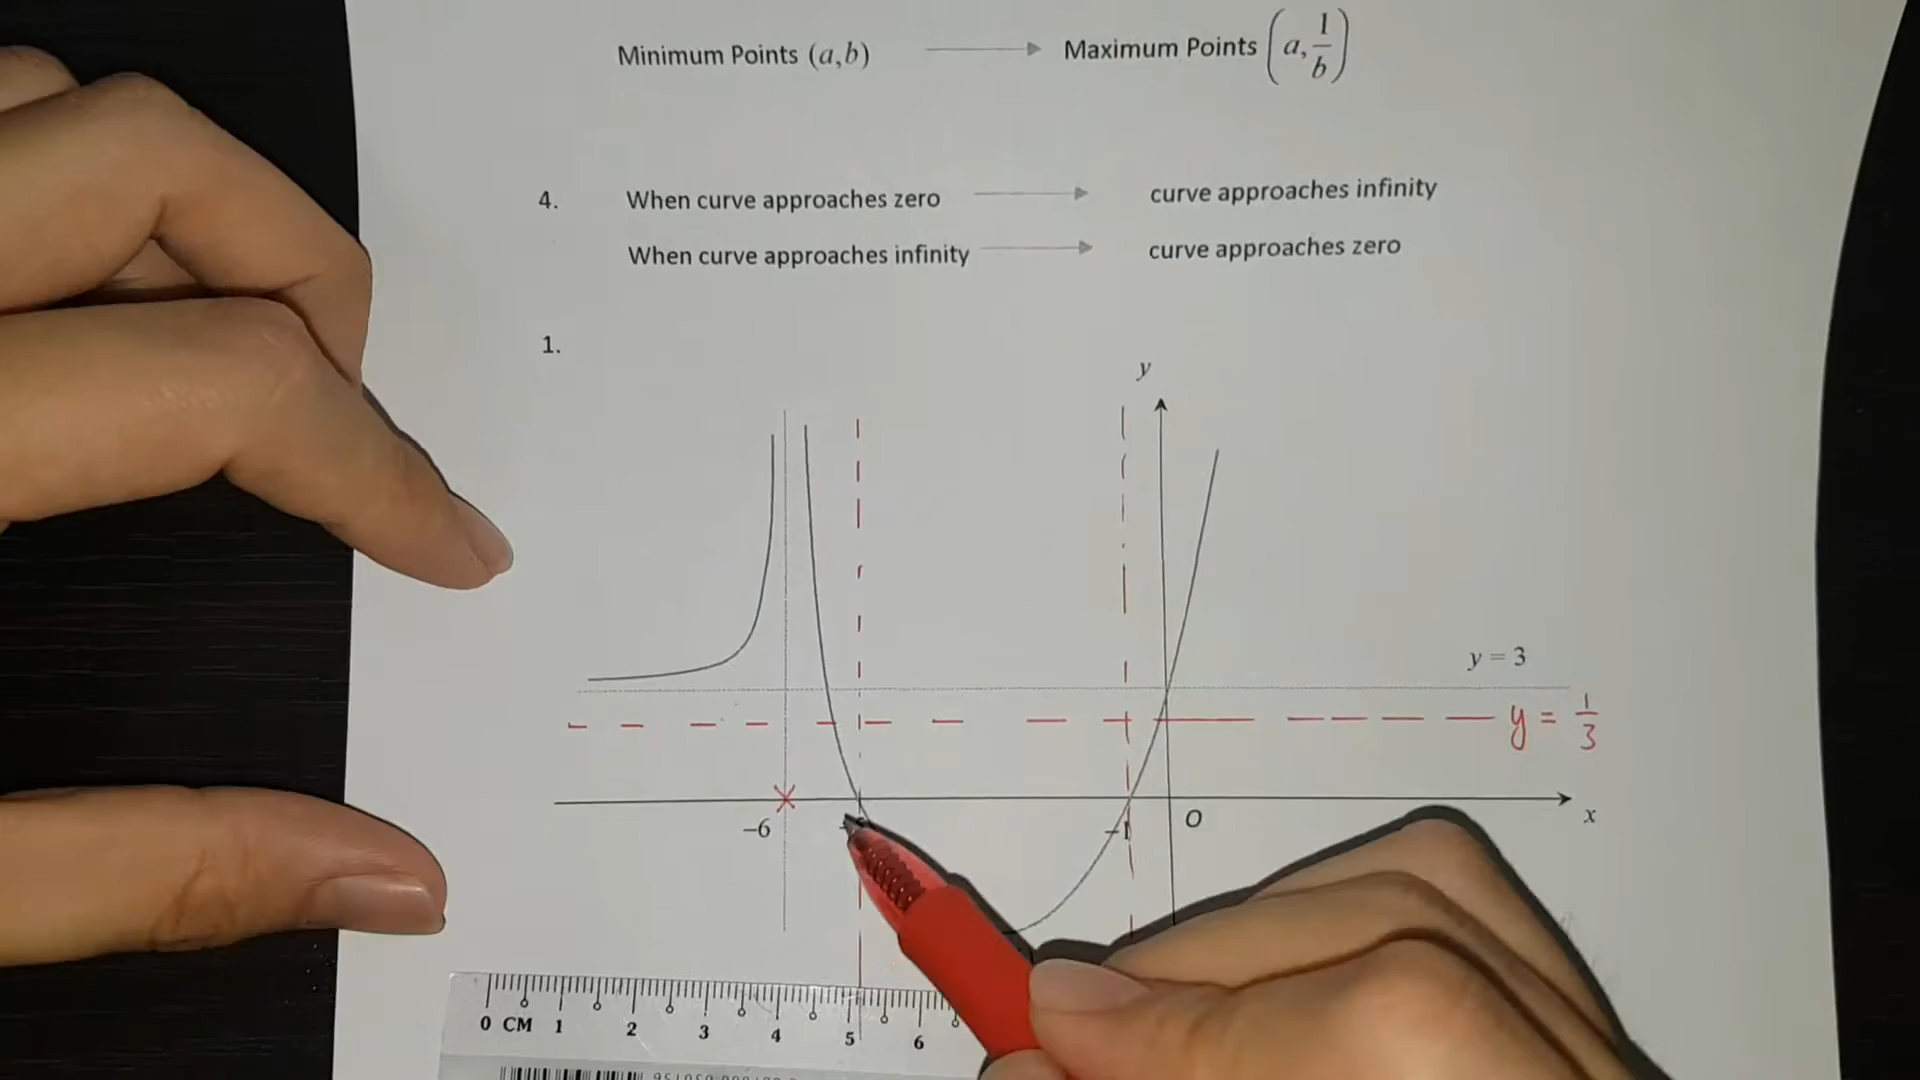 Minimum Points (a,b) Maximum Points (a, 1/b)
4. When curve approaches zero curve approaches infinity
When curve approaches infinity curve approaches zero
1.
y
y = 3
y = 1/3
-6
-1 O x
0 CM 1 2 3 4 5 6